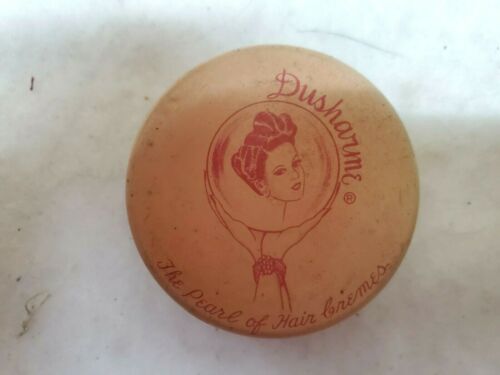 Dusharme ®
The Pearl of Hair Cremes